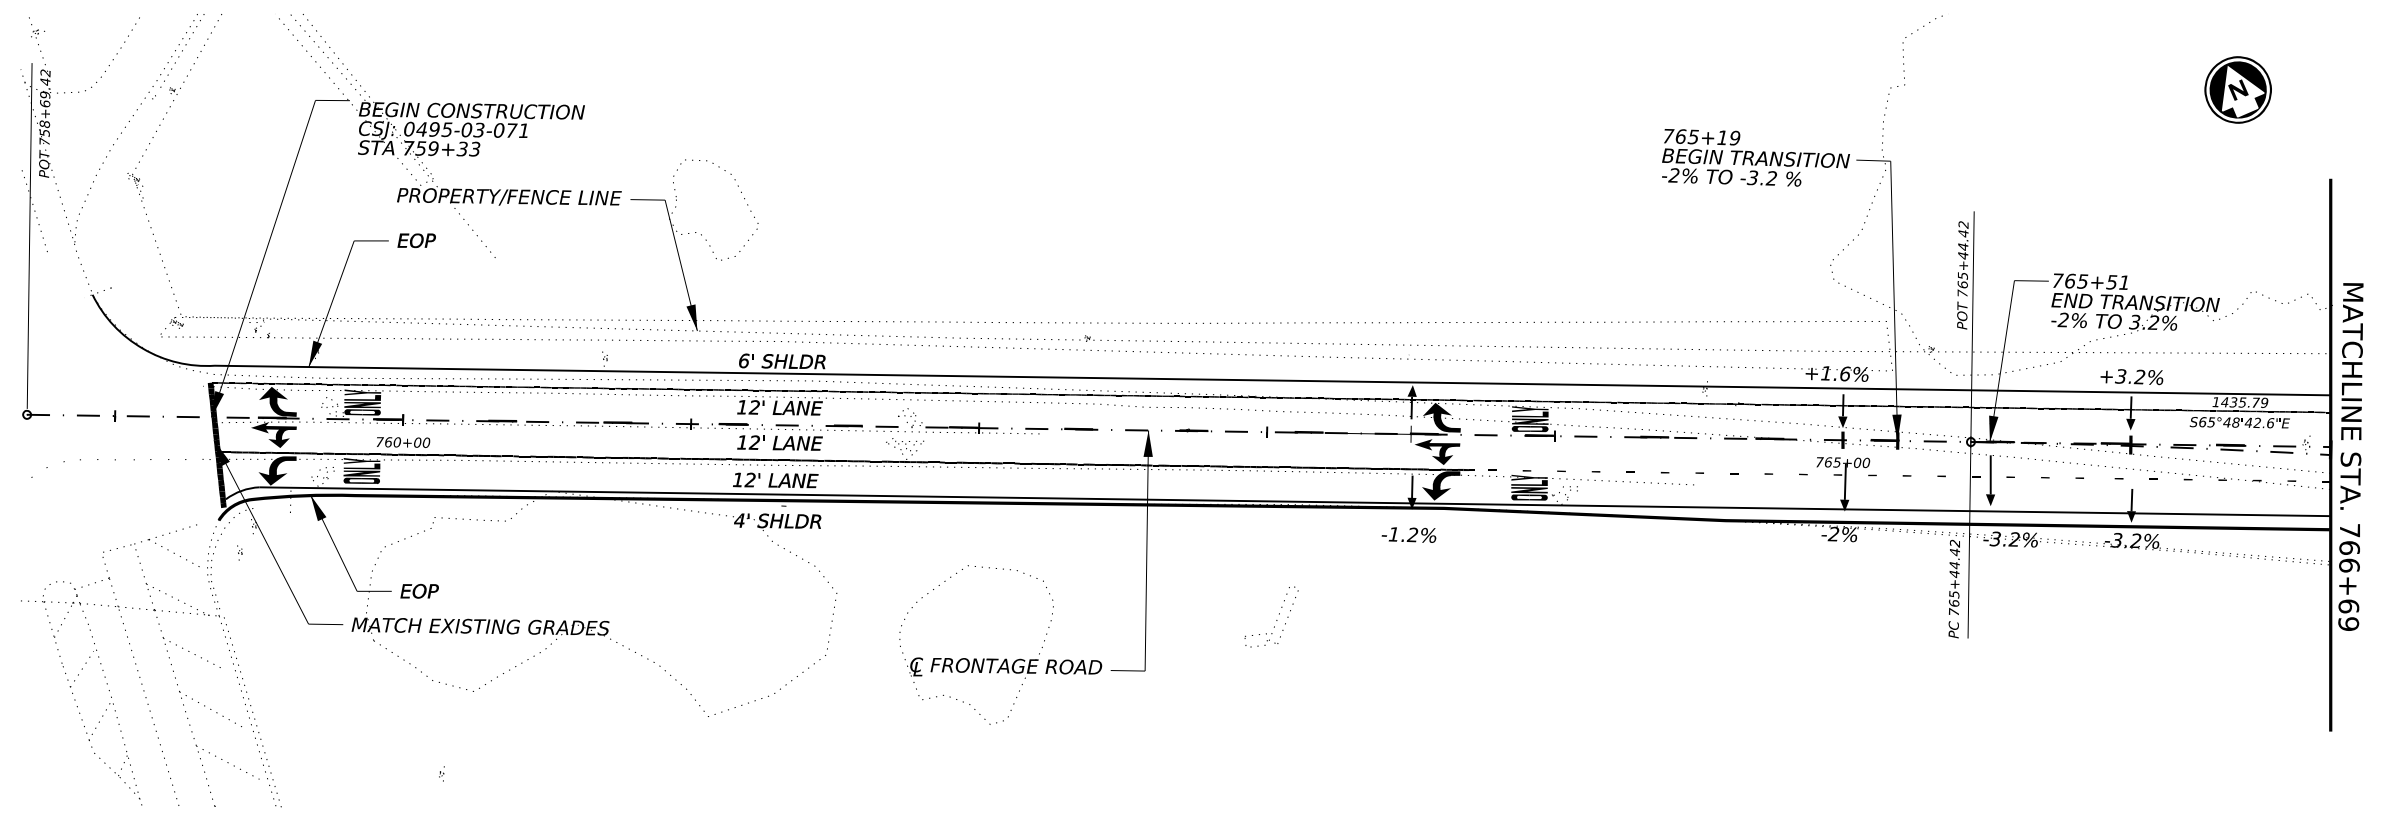 POT 758+69.42
BEGIN CONSTRUCTION
CSJ: 0495-03-071
STA 759+33
PROPERTY/FENCE LINE
EOP
765+19
BEGIN TRANSITION
-2% TO -3.2 %
N
POT 765+44.42
765+51
END TRANSITION
-2% TO 3.2%
MATCHLINE STA. 766+69
6' SHLDR
+1.6%
+3.2%
12' LANE
1435.79
S65°48'42.6"E
760+00
12' LANE
765+00
12' LANE
4' SHLDR
-1.2%
-2%
-3.2%
-3.2%
PC 765+44.42
EOP
MATCH EXISTING GRADES
℄ FRONTAGE ROAD